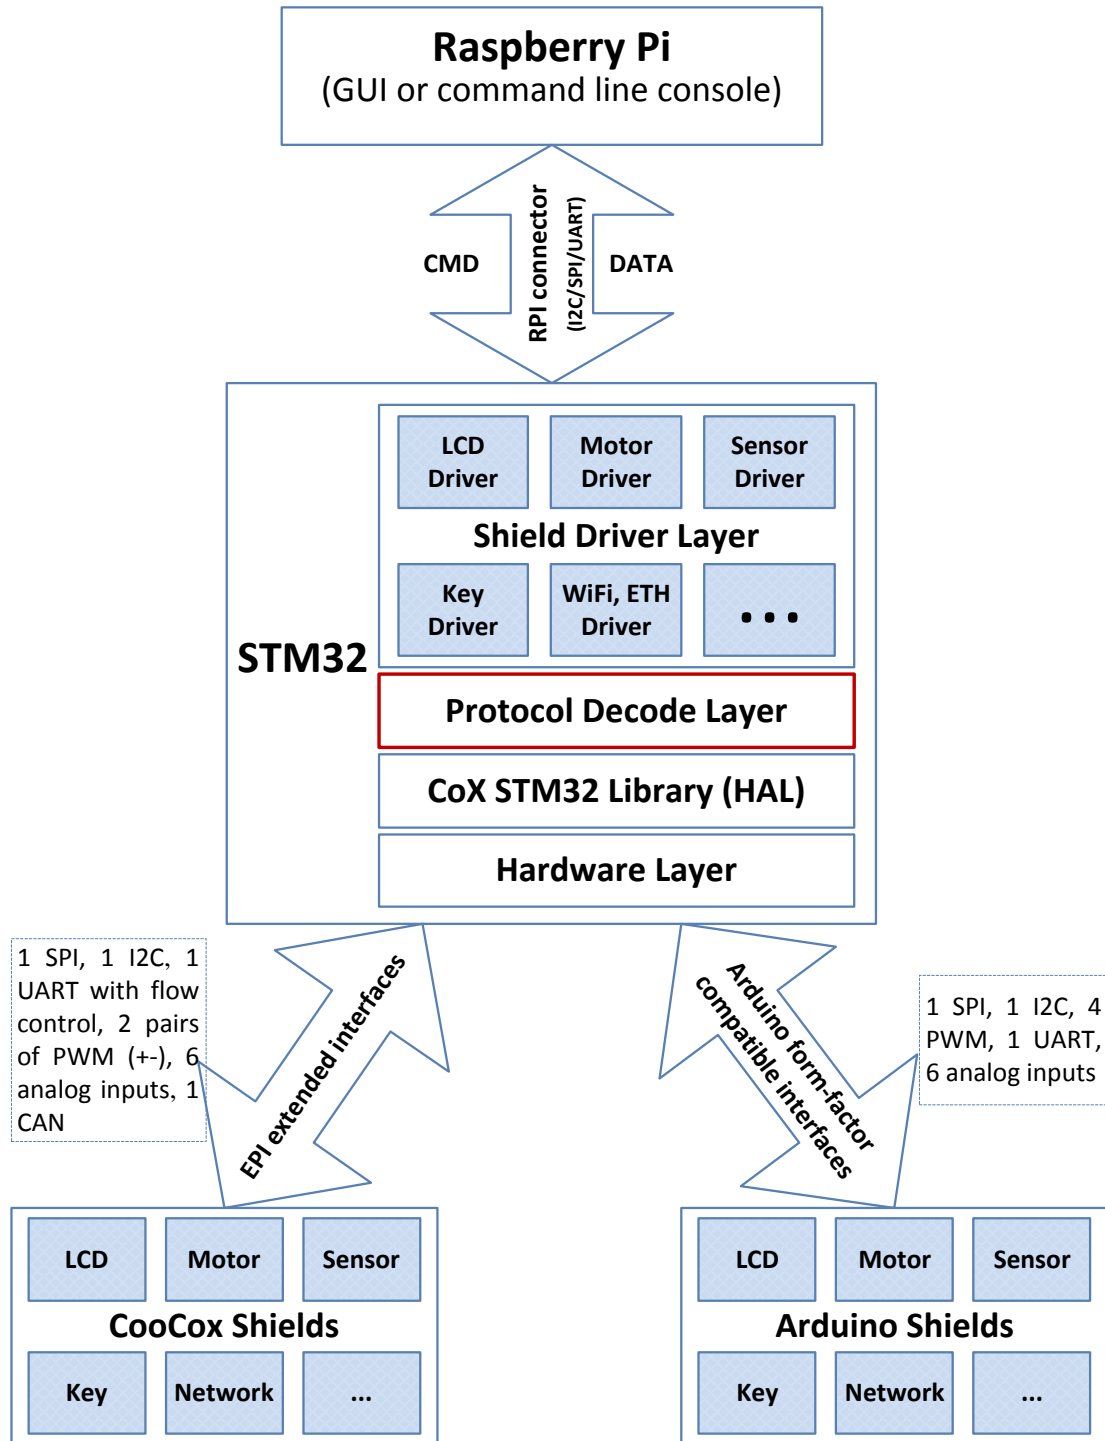 Raspberry Pi
(GUI or command line console)
CMD
RPI connector
(I2C/SPI/UART)
DATA
STM32
LCD
Driver
Motor
Driver
Sensor
Driver
Shield Driver Layer
Key
Driver
WiFi, ETH
Driver
...
Protocol Decode Layer
CoX STM32 Library (HAL)
Hardware Layer
1 SPI, 1 I2C, 1
UART with flow
control, 2 pairs
of PWM (+-), 6
analog inputs, 1
CAN
EPI extended interfaces
Arduino form-factor
compatible interfaces
1 SPI, 1 I2C, 4
PWM, 1 UART,
6 analog inputs
LCD
Motor
Sensor
CooCox Shields
Key
Network
...
LCD
Motor
Sensor
Arduino Shields
Key
Network
...